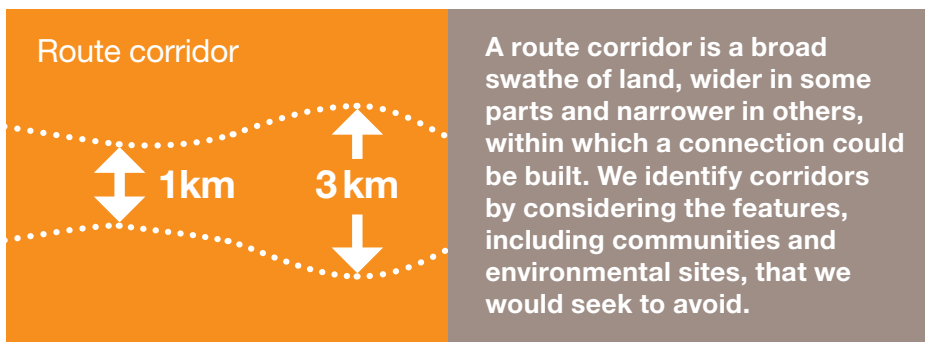 Route corridor
1km
3 km
A route corridor is a broad
swathe of land, wider in some
parts and narrower in others,
within which a connection could
be built. We identify corridors
by considering the features,
including communities and
environmental sites, that we
would seek to avoid.